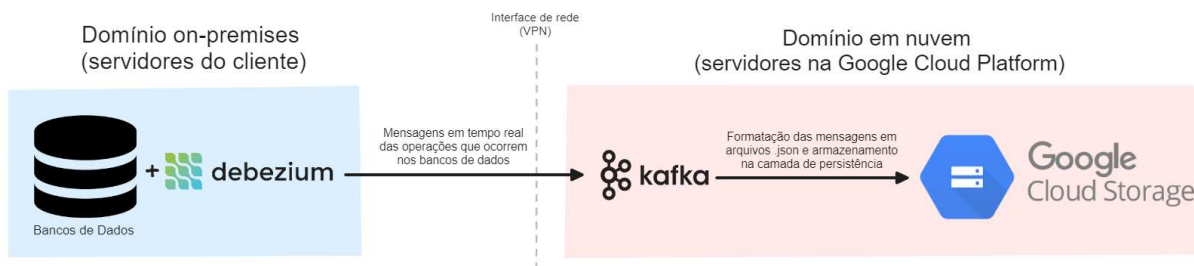 Interface de rede
(VPN)
Domínio on-premises
(servidores do cliente)
Domínio em nuvem
(servidores na Google Cloud Platform)
Mensagens em tempo real
das operações que ocorrem
nos bancos de dados
Formatação das mensagens em
arquivos .json e armazenamento
na camada de persistência
+ debezium
kafka
Google
Cloud Storage
Bancos de Dados